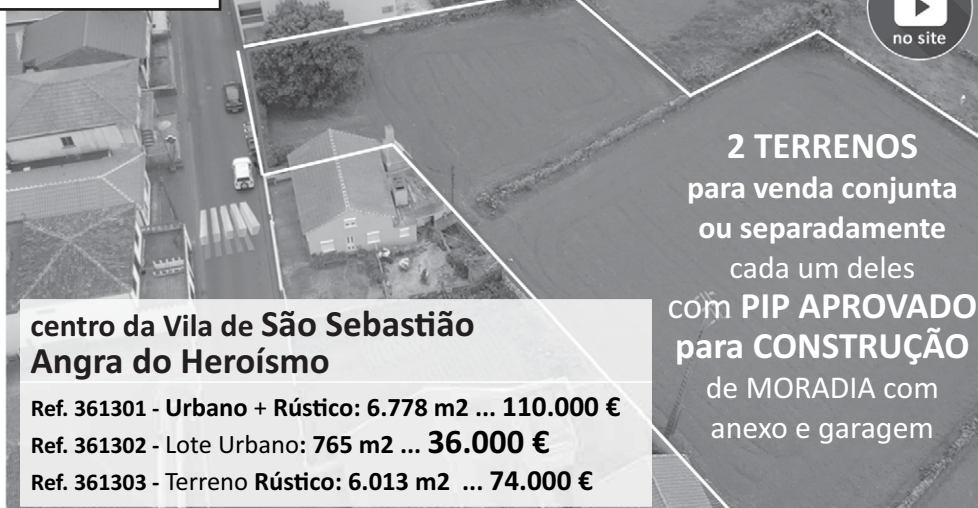 no site
2 TERRENOS
para venda conjunta
ou separadamente
cada um deles
com PIP APROVADO
para CONSTRUÇÃO
de MORADIA com
anexo e garagem
centro da Vila de São Sebastião
Angra do Heroísmo
Ref. 361301 - Urbano + Rústico: 6.778 m2 ... 110.000 €
Ref. 361302 - Lote Urbano: 765 m2 ... 36.000 €
Ref. 361303 - Terreno Rústico: 6.013 m2 ... 74.000 €